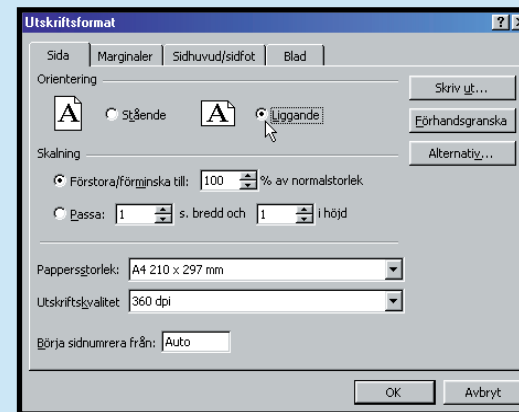 Utskriftsformat
Sida Marginaler Sidhuvud/sidfot Blad
Orientering
A Stående A Liggande
Skriv ut...
Förhandsgranska
Alternativ...
Skalning
Förstora/förminska till: 100 % av normalstorlek
Passa: 1 s. bredd och 1 i höjd
Pappersstorlek: A4 210 x 297 mm
Utskriftskvalitet 360 dpi
Börja sidnumrera från: Auto
OK Avbryt